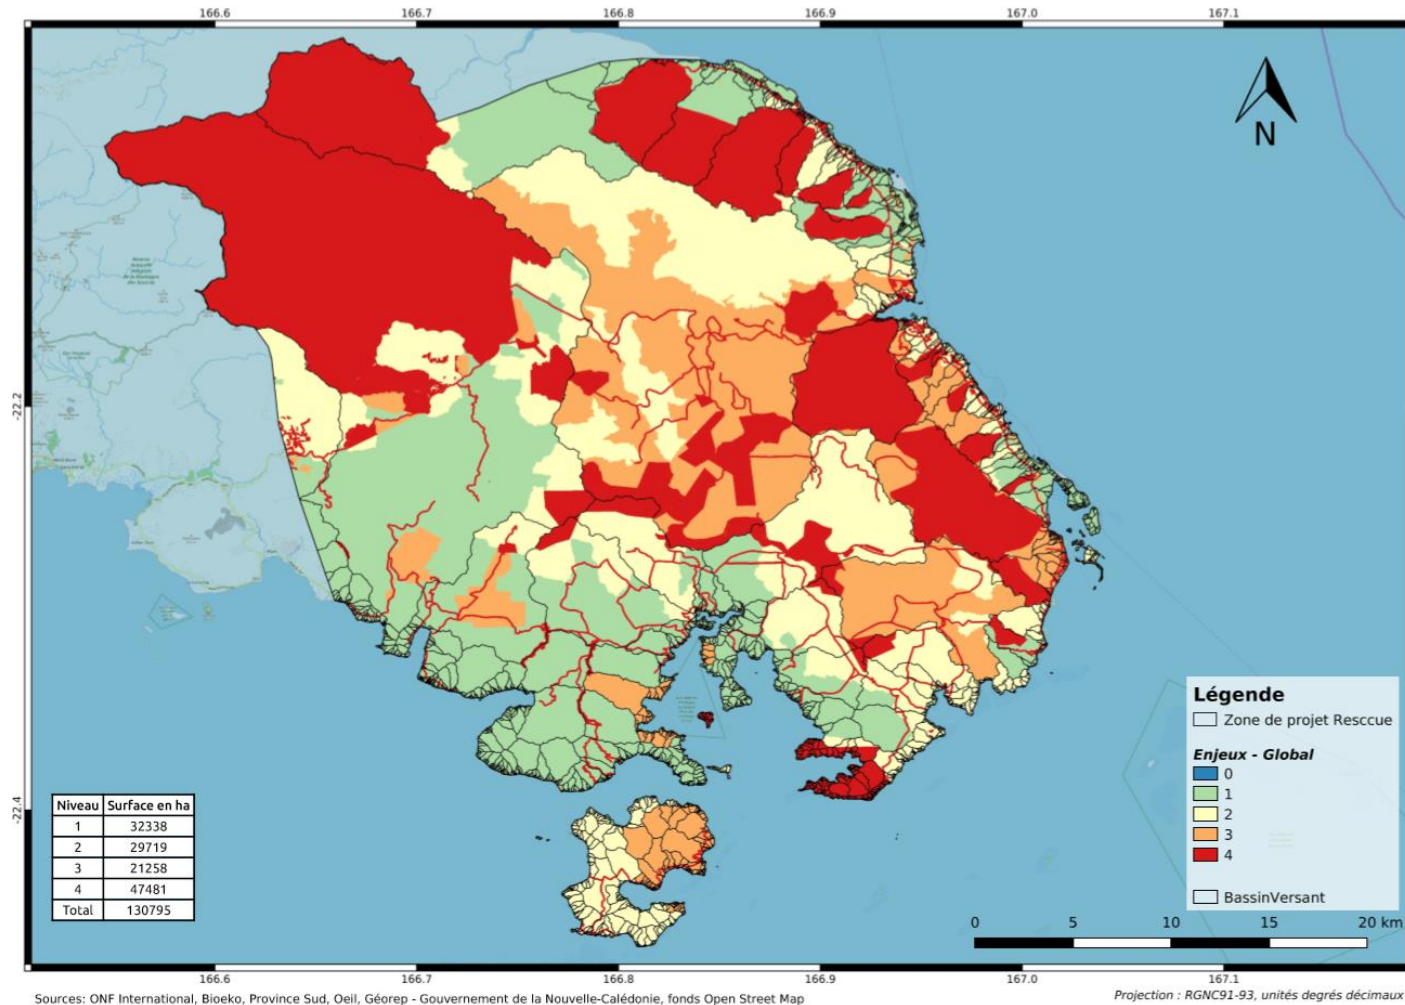 166.6 166.7 166.8 166.9 167.0 167.1
N
-22.2
-22.4
Légende
Zone de projet Resccue
Enjeux - Global
0
1
2
3
4
BassinVersant
Niveau Surface en ha
1 32338
2 29719
3 21258
4 47481
Total 130795
0 5 10 15 20 km
166.6 166.7 166.8 166.9 167.0 167.1
Sources: ONF International, Bioeko, Province Sud, Oeil, Géorep - Gouvernement de la Nouvelle-Calédonie, fonds Open Street Map
Projection : RGNC91-93, unités degrés décimaux